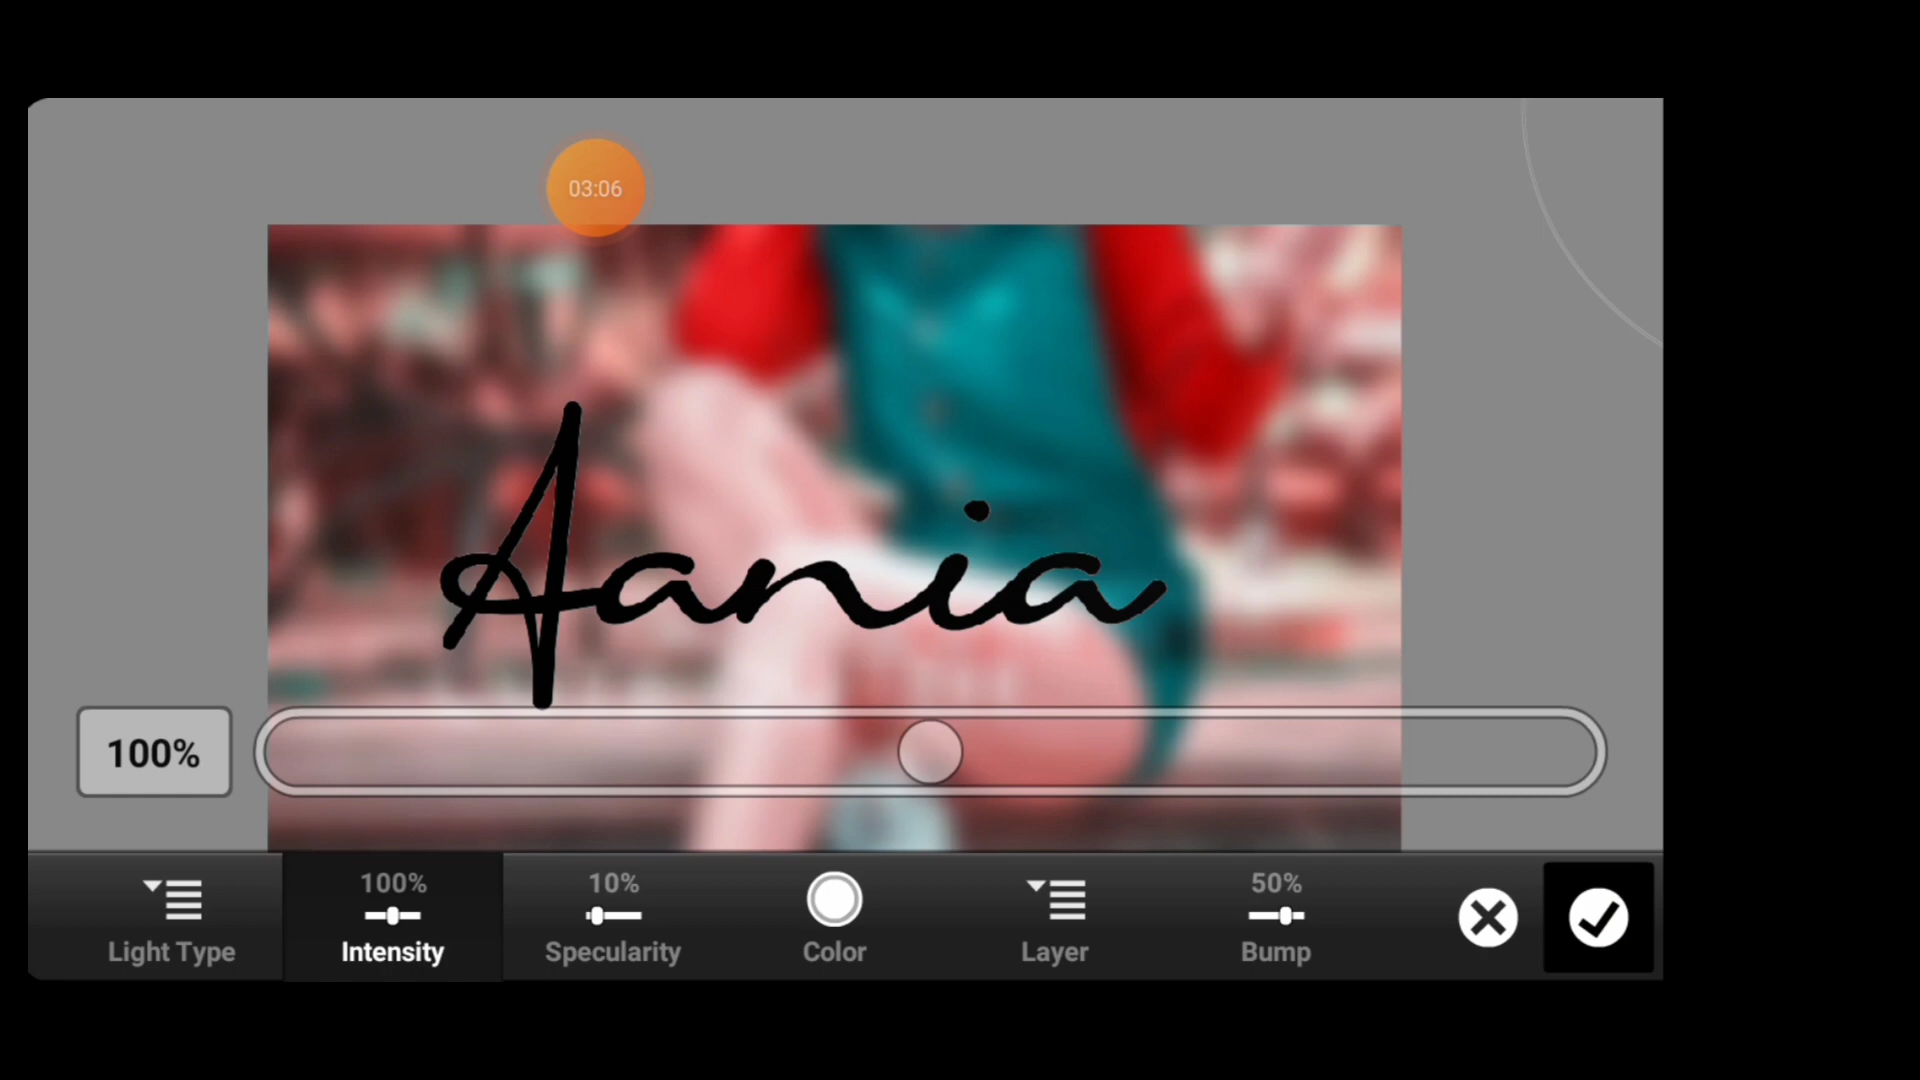 03:06
Aania
100%
100%
10%
50%
Light Type
Intensity
Specularity
Color
Layer
Bump